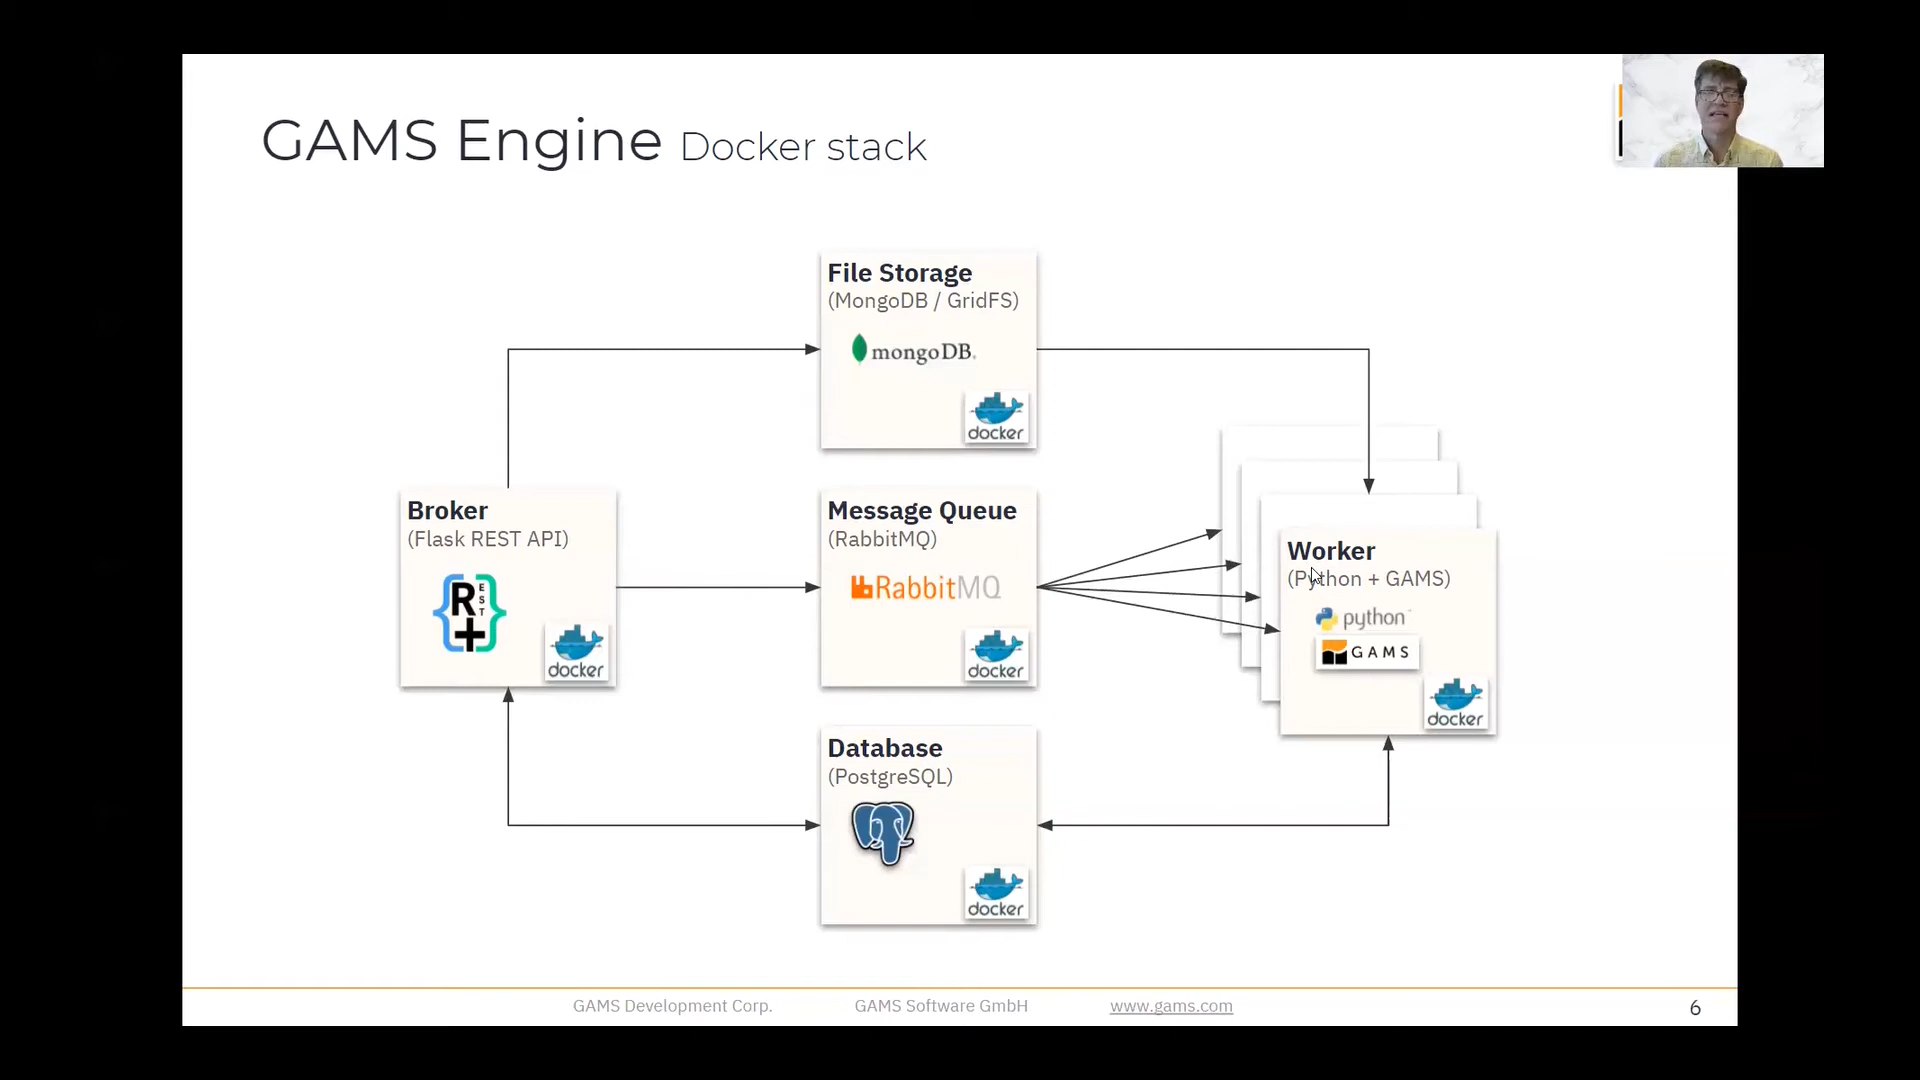 GAMS Engine Docker stack
File Storage
(MongoDB / GridFS)
mongoDB.
docker
Broker
(Flask REST API)
R EST
+
docker
Message Queue
(RabbitMQ)
RabbitMQ
docker
Worker
(Python + GAMS)
python
GAMS
docker
Database
(PostgreSQL)
docker
GAMS Development Corp. GAMS Software GmbH www.gams.com 6